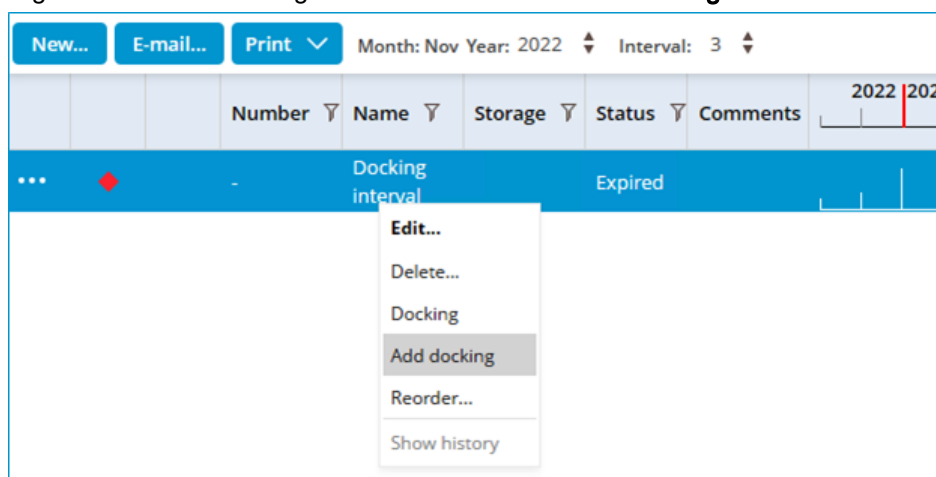 New... E-mail... Print Month: Nov Year: 2022 Interval: 3
Number Name Storage Status Comments 2022 202
- Docking interval Expired
Edit...
Delete...
Docking
Add docking
Reorder...
Show history